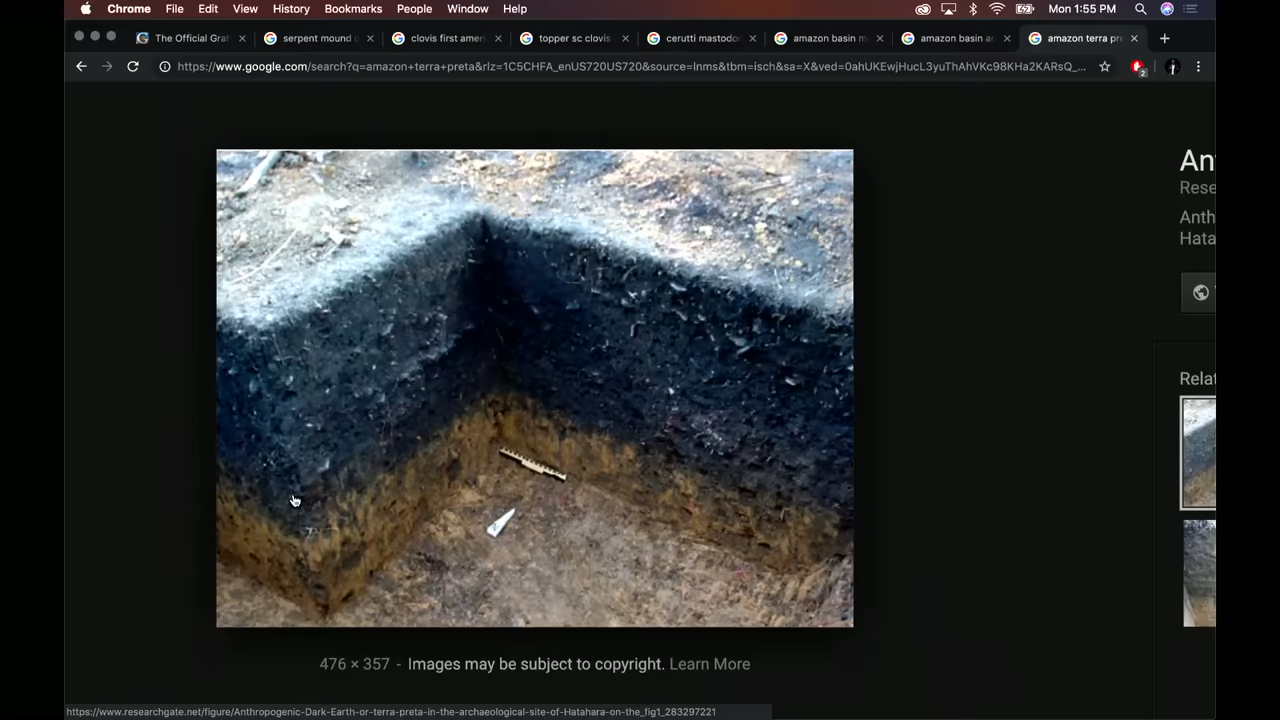 Chrome File Edit View History Bookmarks People Window Help Mon 1:55 PM
The Official Gra serpent mound clovis first ameri topper sc clovis cerutti mastodo amazon basin m amazon basin ar amazon terra pre
https://www.google.com/search?q=amazon+terra+preta&rlz=1C5CHFA_enUS720US720&source=lnms&tbm=isch&sa=X&ved=0ahUKEwjHucL3yuThAhVKc98KHa2KARsQ_... 2
An
Rese
Anth
Hata
Relat
476 × 357 - Images may be subject to copyright. Learn More
https://www.researchgate.net/figure/Anthropogenic-Dark-Earth-or-terra-preta-in-the-archaeological-site-of-Hatahara-on-the_fig1_283297221